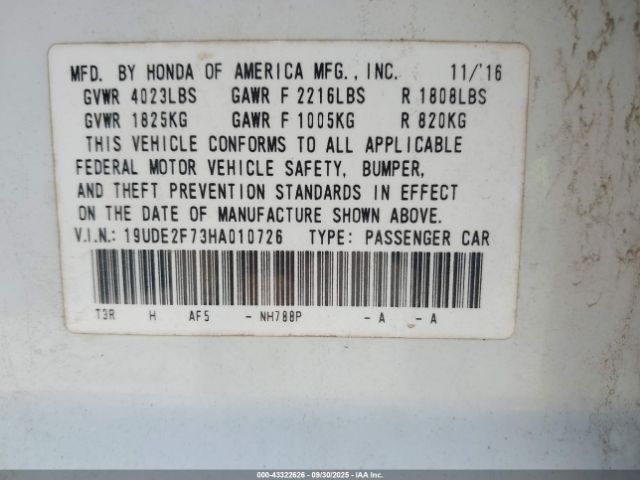 MFD. BY HONDA OF AMERICA MFG., INC. 11/'16
GVWR 4023LBS GAWR F 2216LBS R 1808LBS
GVWR 1825KG GAWR F 1005KG R 820KG
THIS VEHICLE CONFORMS TO ALL APPLICABLE
FEDERAL MOTOR VEHICLE SAFETY, BUMPER,
AND THEFT PREVENTION STANDARDS IN EFFECT
ON THE DATE OF MANUFACTURE SHOWN ABOVE.
V.I.N.: 19UDE2F73HA010726 TYPE: PASSENGER CAR
T3R H AF5 - NH788P - A - A
000-43322626 - 09/30/2025 - IAA Inc.